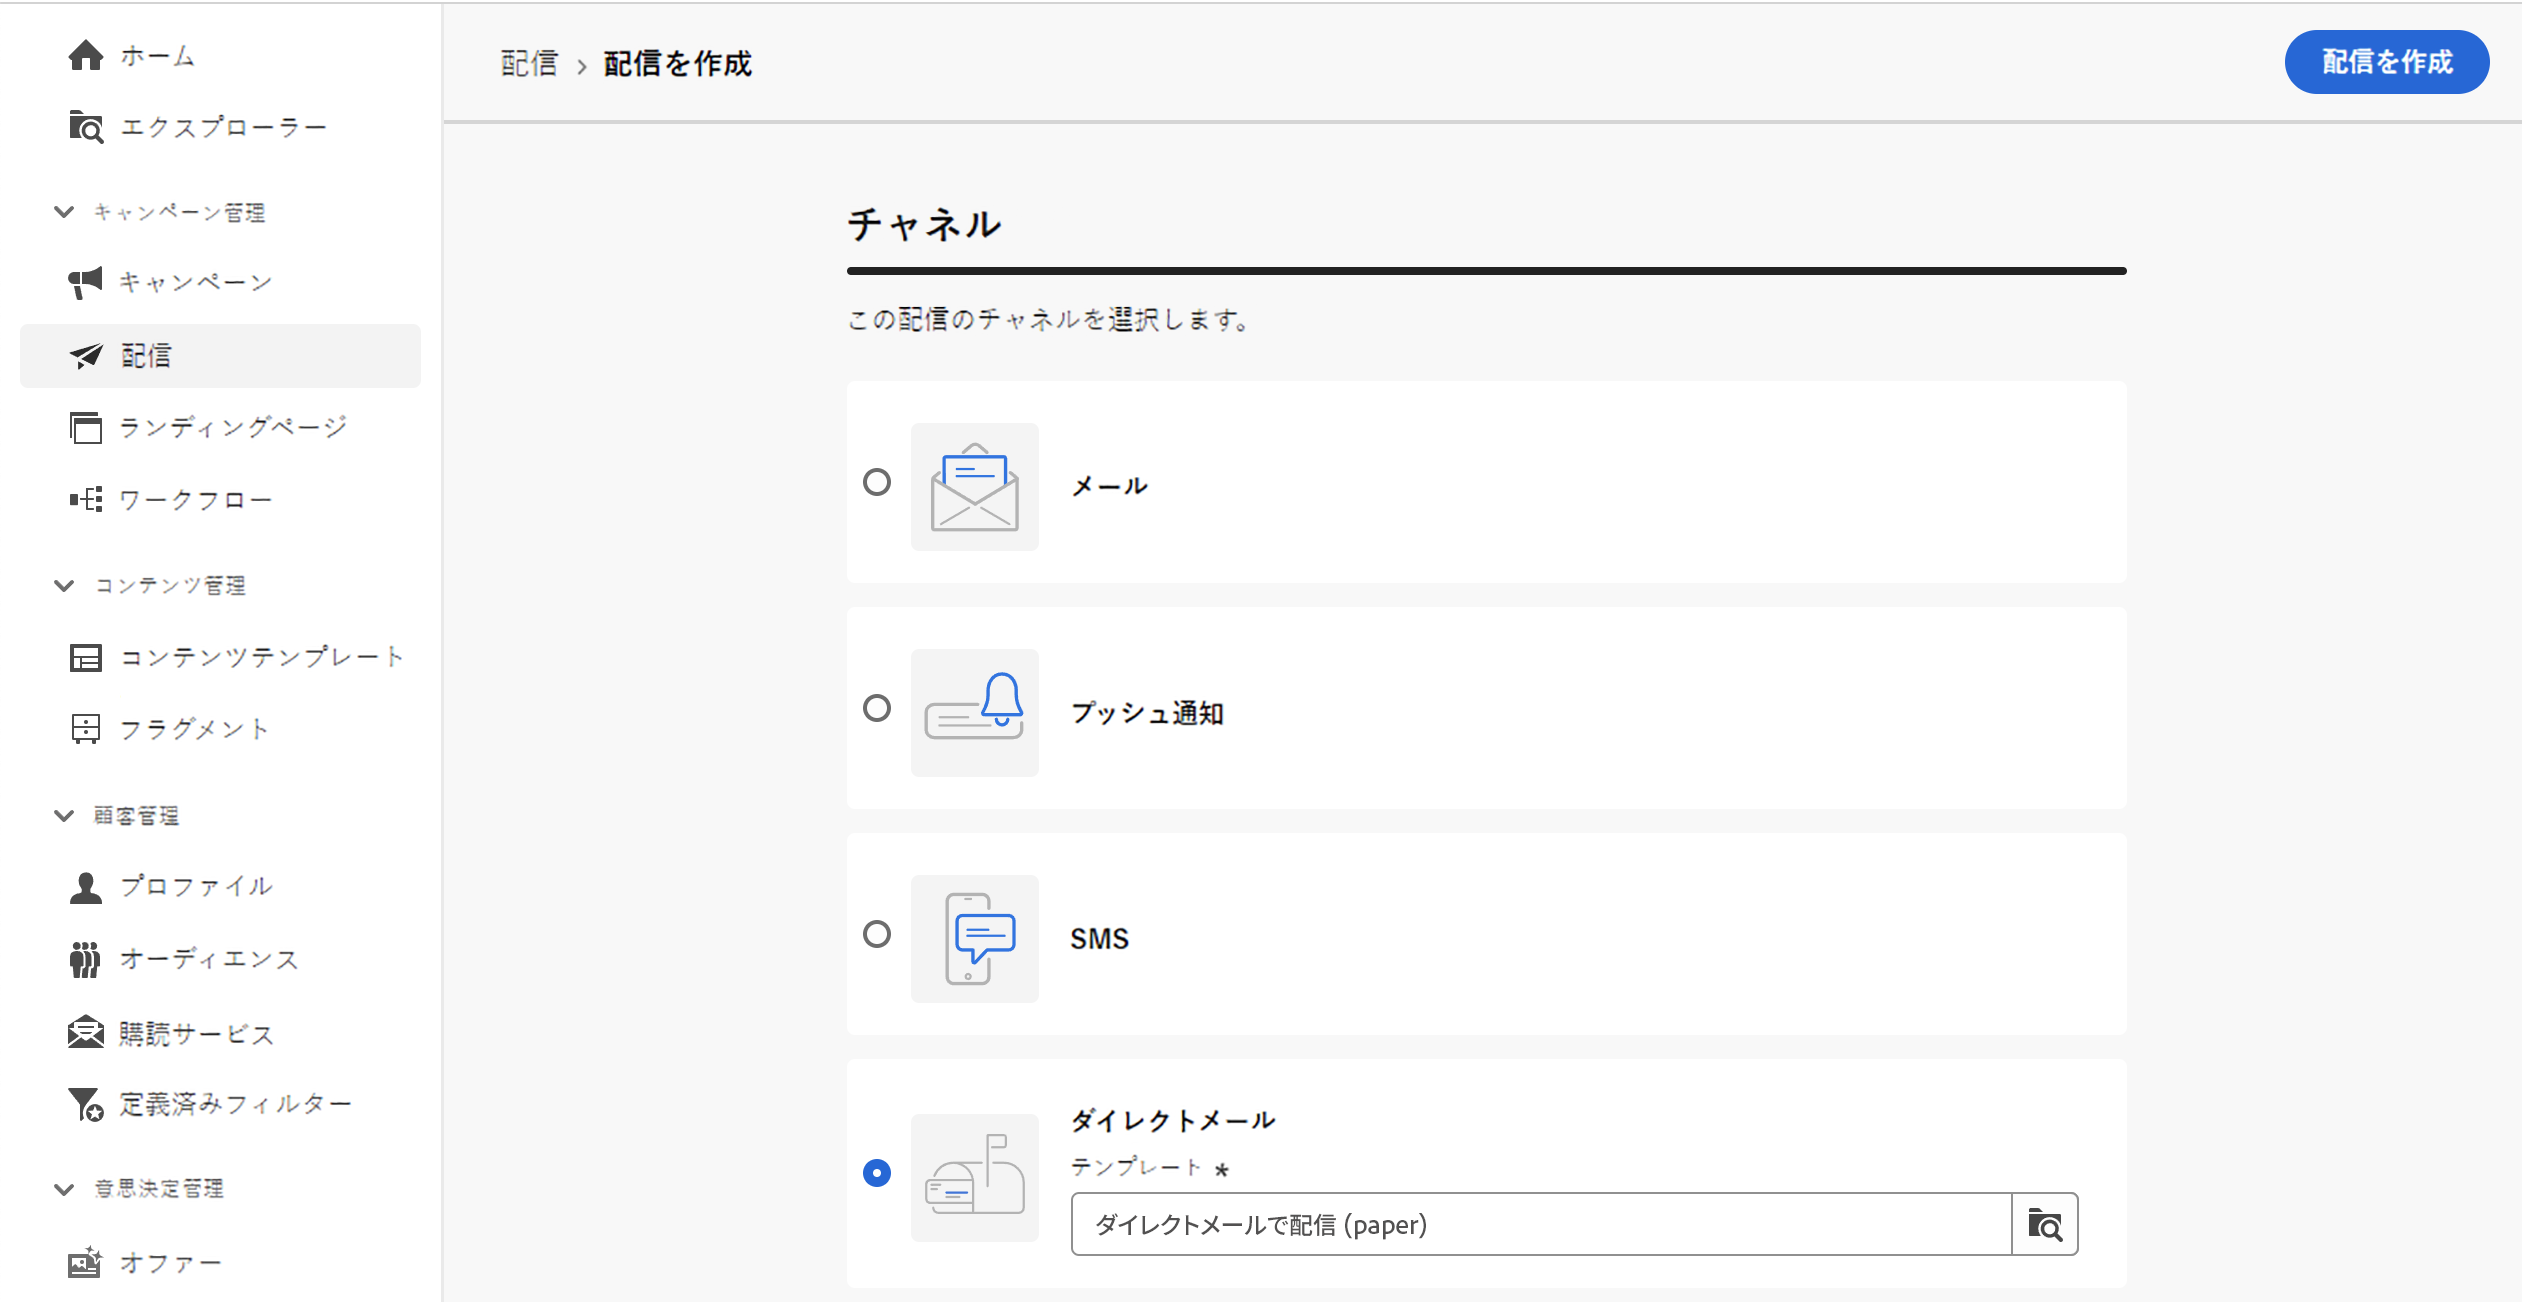 ホーム
エクスプローラー
キャンペーン管理
キャンペーン
配信
ランディングページ
ワークフロー
コンテンツ管理
コンテンツテンプレート
フラグメント
顧客管理
プロファイル
オーディエンス
購読サービス
定義済みフィルター
意思決定管理
オファー
配信 › 配信を作成
配信を作成
チャネル
この配信のチャネルを選択します。
メール
プッシュ通知
SMS
ダイレクトメール
テンプレート *
ダイレクトメールで配信 (paper)